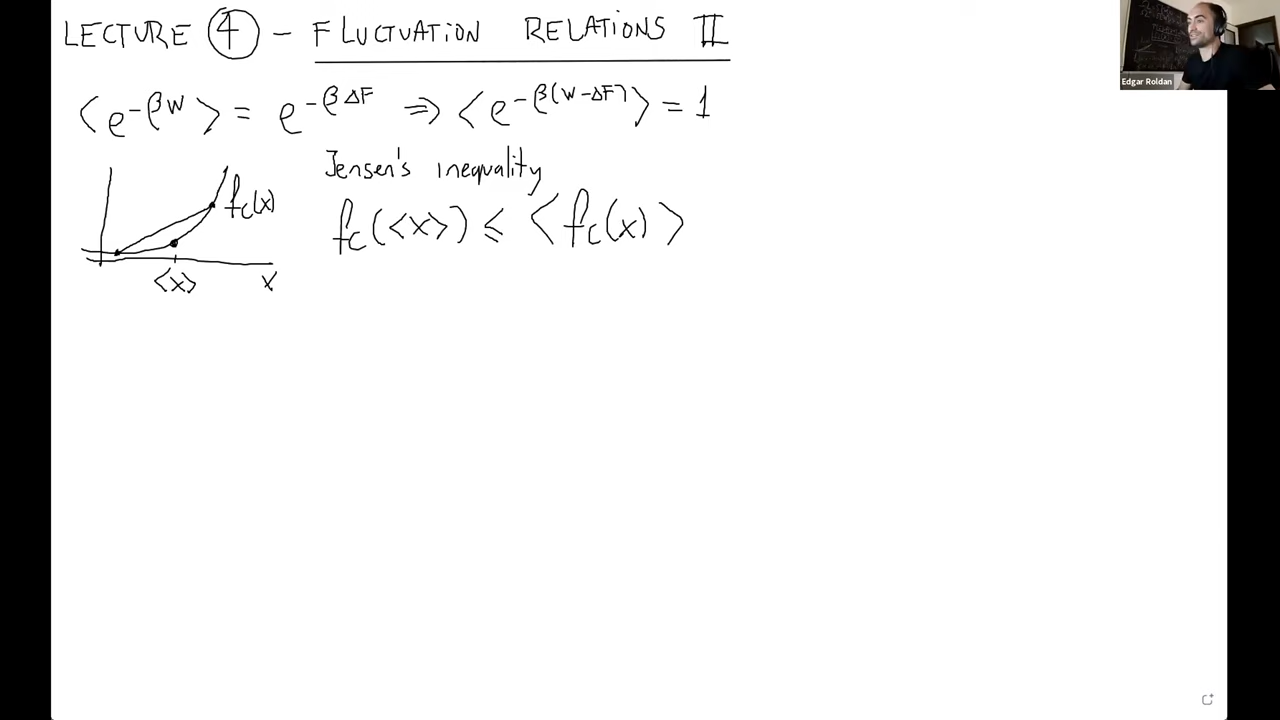 LECTURE 4 - FLUCTUATION RELATIONS II
Edgar Roldan
⟨e^{-βW}⟩ = e^{-βΔF} ⇒ ⟨e^{-β(W-ΔF)}⟩ = 1
Jensen's inequality
f_c(x)
f_c(⟨x⟩) ≤ ⟨f_c(x)⟩
⟨x⟩ x